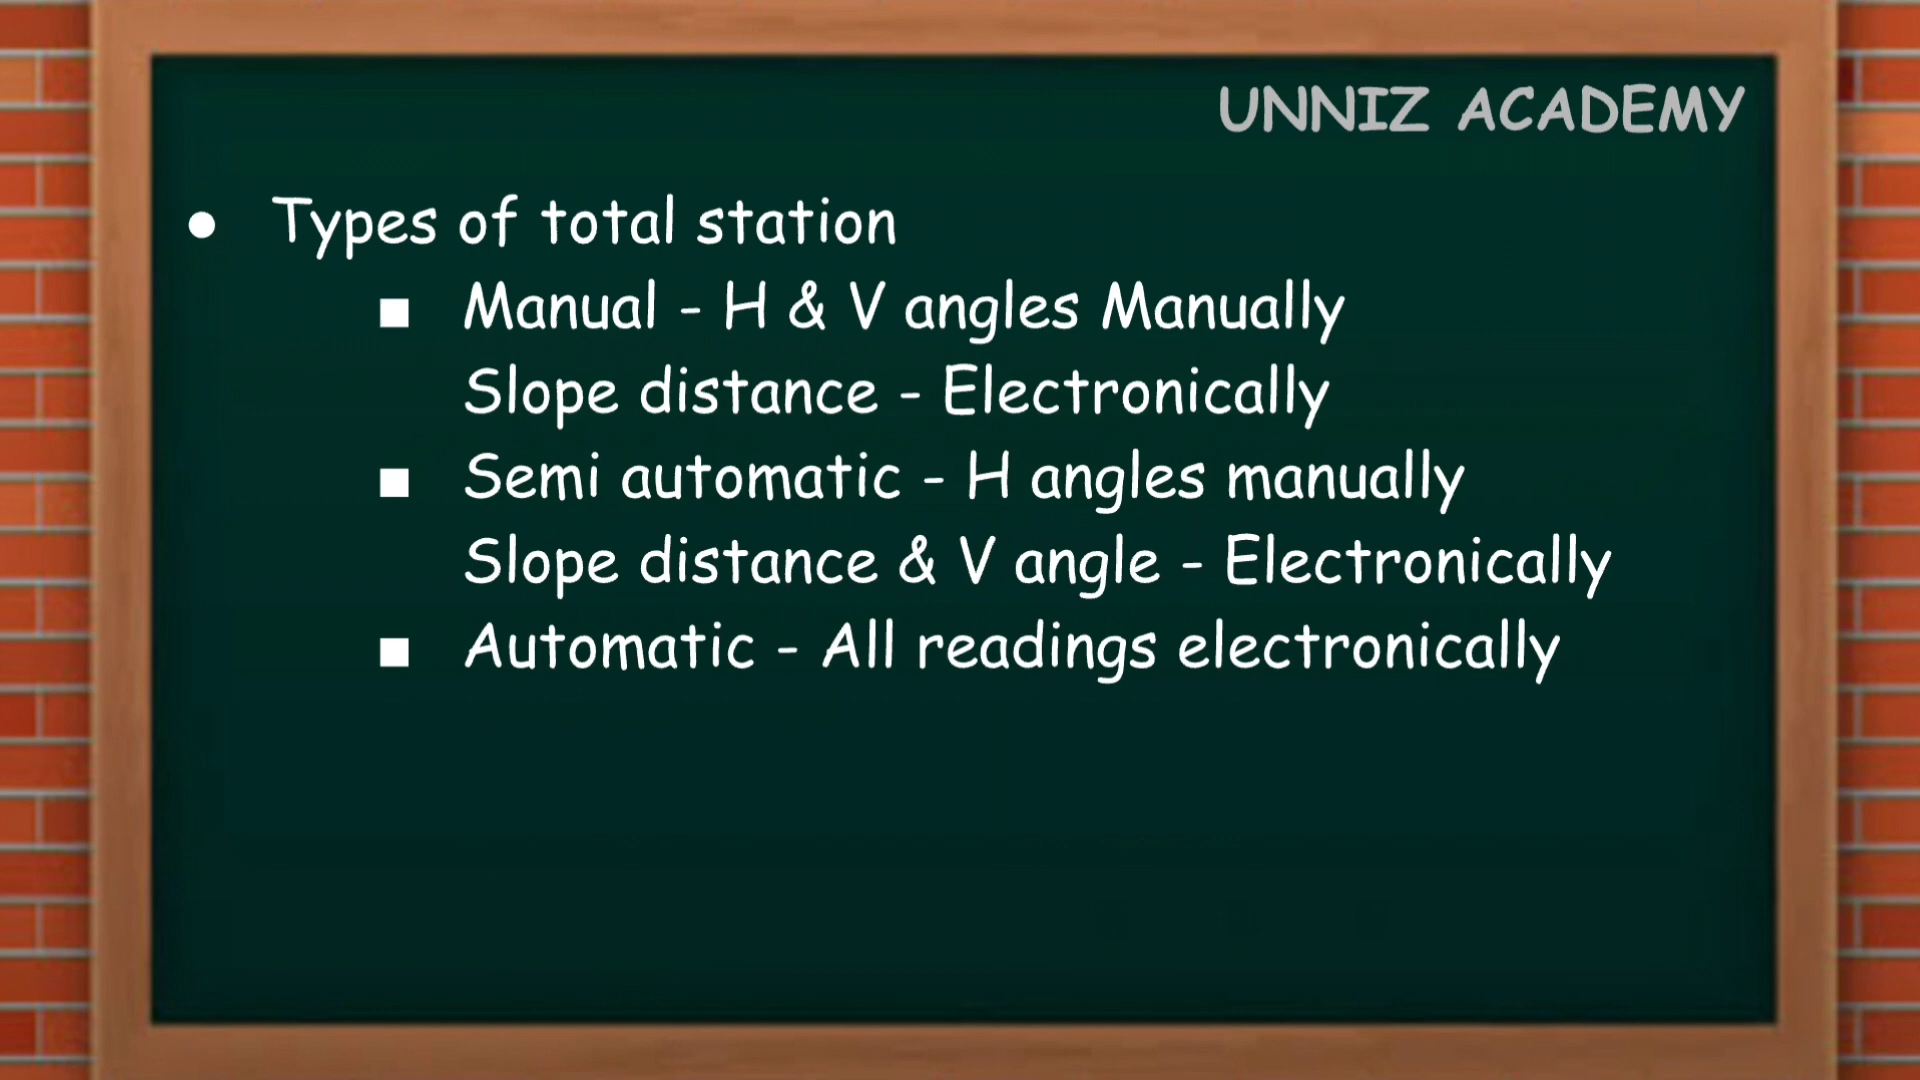 UNNIZ ACADEMY
● Types of total station
■ Manual - H & V angles Manually
Slope distance - Electronically
■ Semi automatic - H angles manually
Slope distance & V angle - Electronically
■ Automatic - All readings electronically